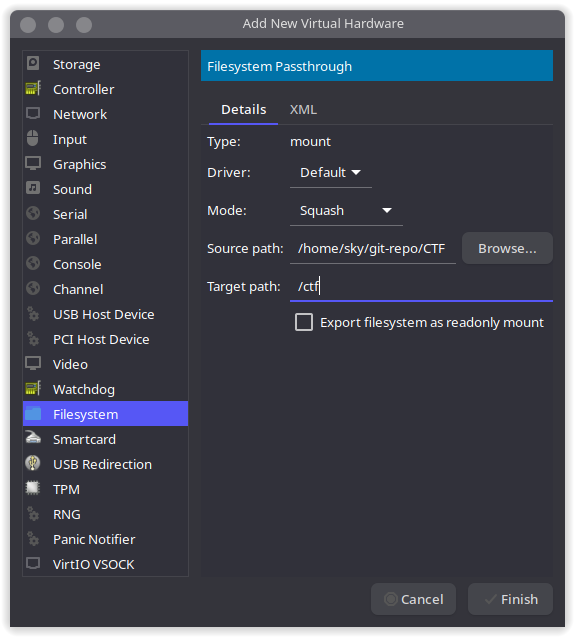 Add New Virtual Hardware
Storage
Controller
Network
Input
Graphics
Sound
Serial
Parallel
Console
Channel
USB Host Device
PCI Host Device
Video
Watchdog
Filesystem
Smartcard
USB Redirection
TPM
RNG
Panic Notifier
VirtIO VSOCK
Filesystem Passthrough
Details XML
Type: mount
Driver: Default
Mode: Squash
Source path: /home/sky/git-repo/CTF Browse...
Target path: /ctf
Export filesystem as readonly mount
Cancel Finish